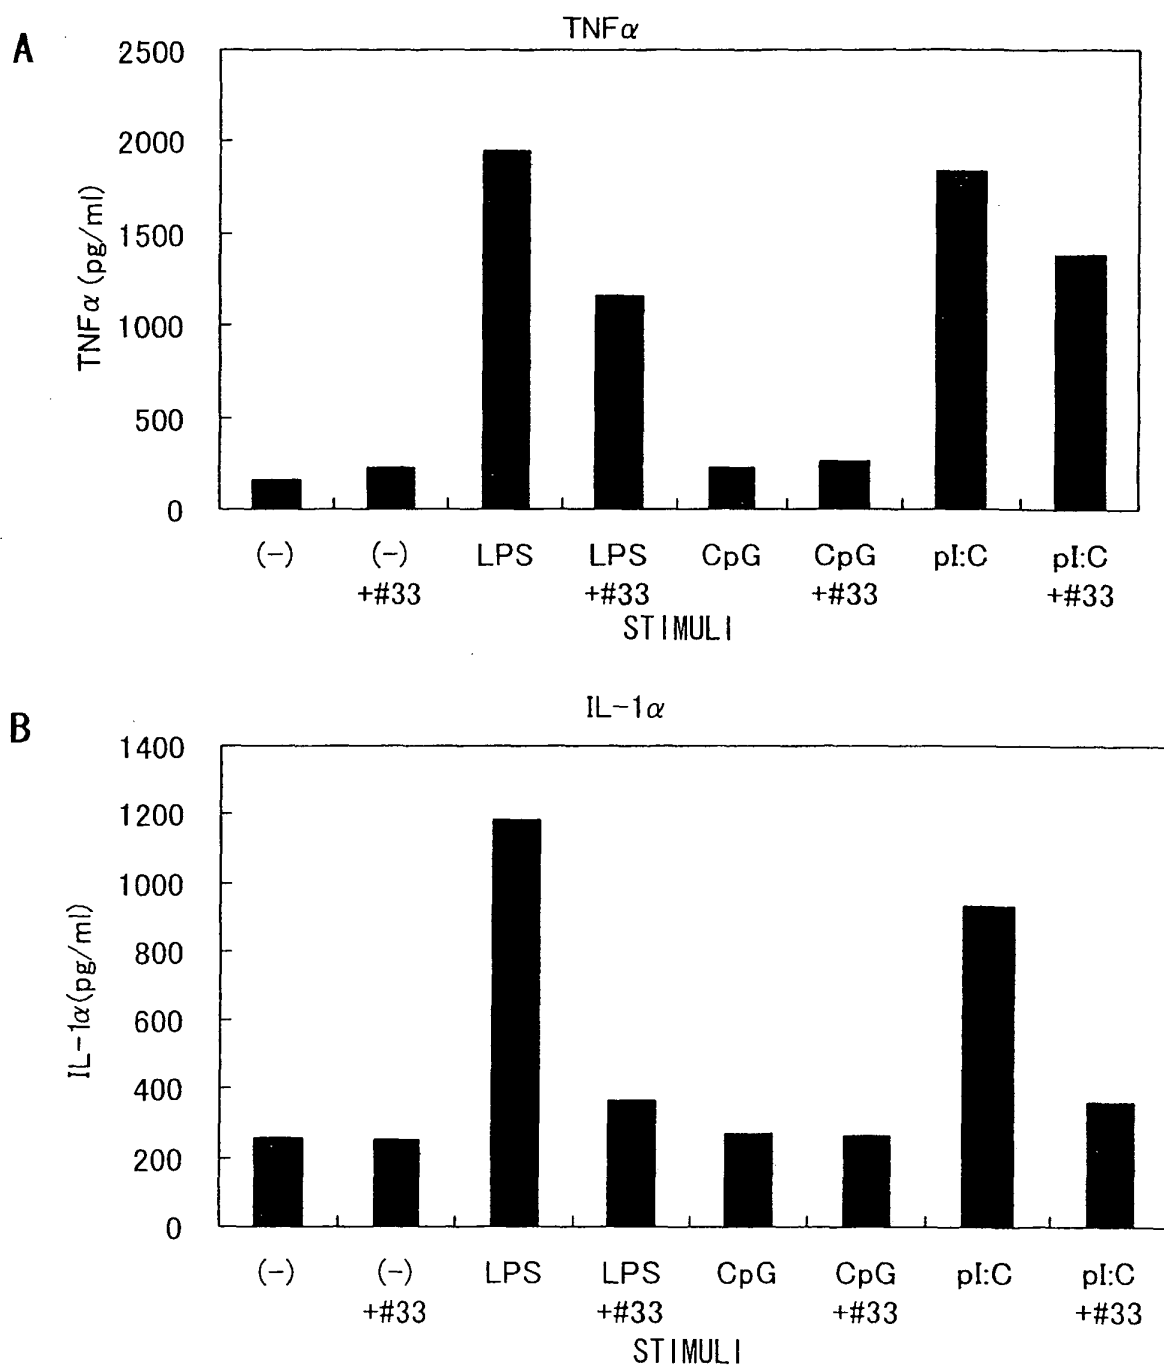 A
TNFα
2500
2000
1500
1000
500
0
TNFα (pg/ml)
(-) (-) LPS LPS CpG CpG pI:C pI:C
+#33 +#33 +#33 +#33
STIMULI
B
IL-1α
1400
1200
1000
800
600
400
200
0
IL-1α(pg/ml)
(-) (-) LPS LPS CpG CpG pI:C pI:C
+#33 +#33 +#33 +#33
STIMULI